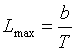 L_max = b/T